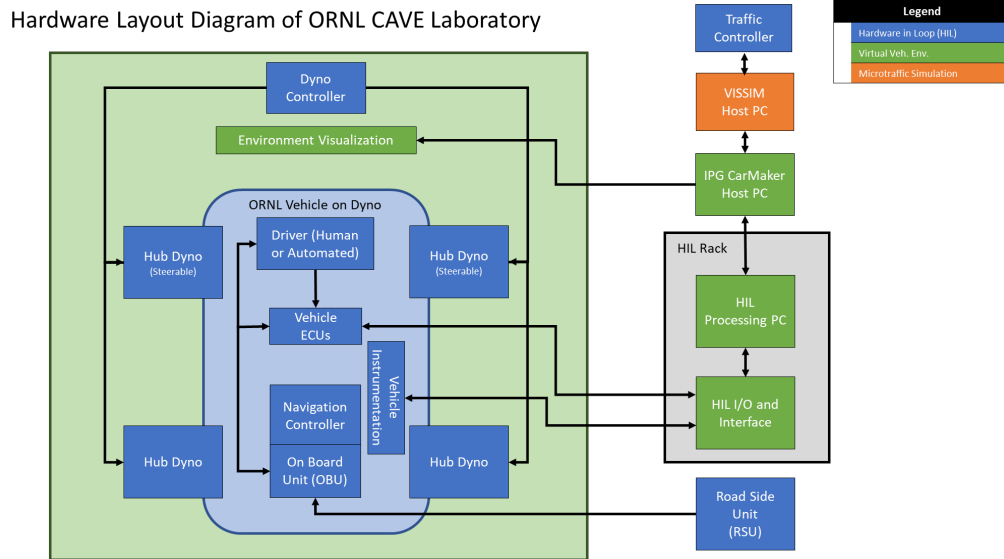 Hardware Layout Diagram of ORNL CAVE Laboratory
Legend
Hardware in Loop (HIL)
Virtual Veh. Env.
Microtraffic Simulation
Traffic
Controller
VISSIM
Host PC
IPG CarMaker
Host PC
Dyno
Controller
Environment Visualization
ORNL Vehicle on Dyno
Driver (Human
or Automated)
Hub Dyno
(Steerable)
Hub Dyno
(Steerable)
Vehicle
ECUs
Vehicle
Instrumentation
Navigation
Controller
On Board
Unit (OBU)
Hub Dyno
Hub Dyno
HIL Rack
HIL
Processing PC
HIL I/O and
Interface
Road Side
Unit
(RSU)